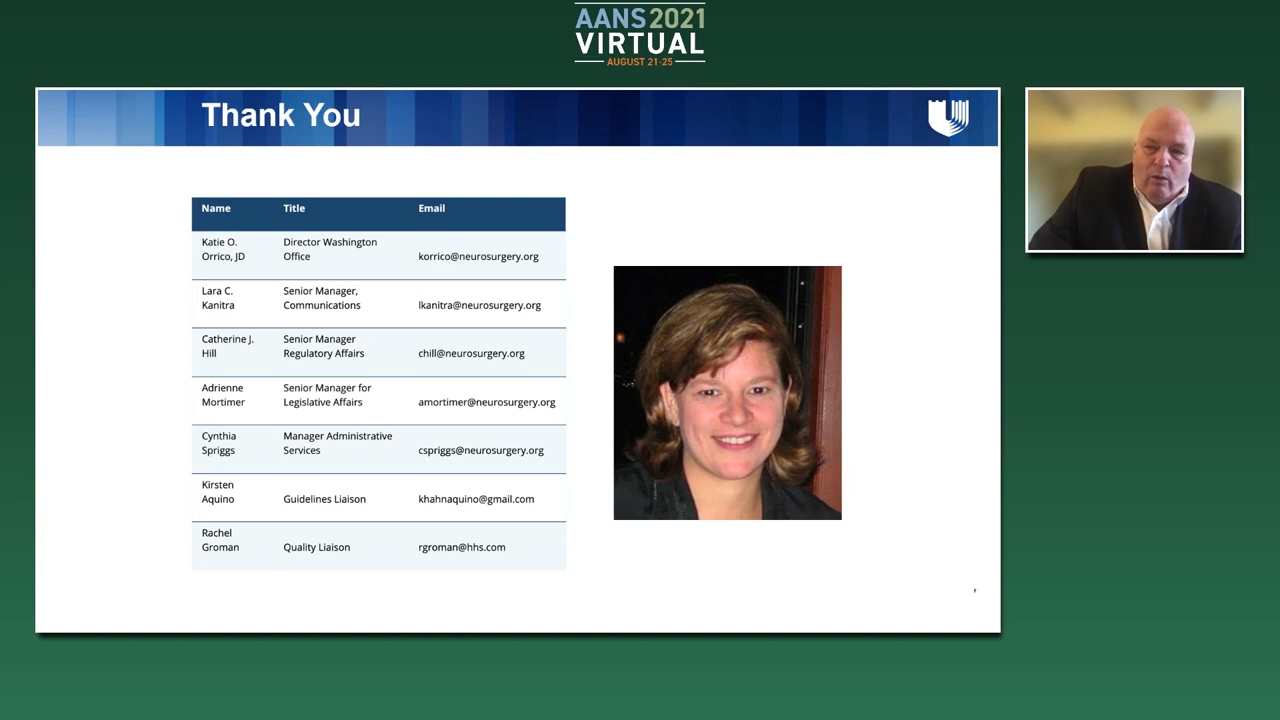 AANS 2021
VIRTUAL
AUGUST 21-25
Thank You
Name Title Email
Katie O. Orrico, JD Director Washington Office korrico@neurosurgery.org
Lara C. Kanitra Senior Manager, Communications lkanitra@neurosurgery.org
Catherine J. Hill Senior Manager Regulatory Affairs chill@neurosurgery.org
Adrienne Mortimer Senior Manager for Legislative Affairs amortimer@neurosurgery.org
Cynthia Spriggs Manager Administrative Services cspriggs@neurosurgery.org
Kirsten Aquino Guidelines Liaison khahnaquino@gmail.com
Rachel Groman Quality Liaison rgroman@hhs.com